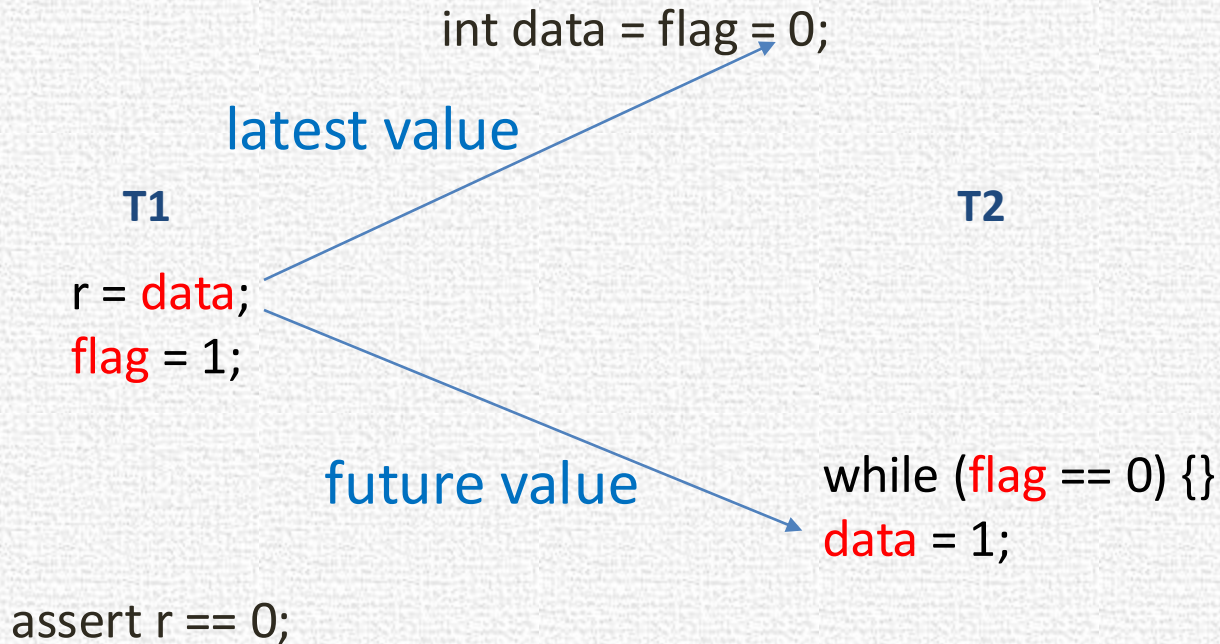 int data = flag = 0;
latest value
T1
T2
r = data;
flag = 1;
future value
while (flag == 0) {}
data = 1;
assert r == 0;